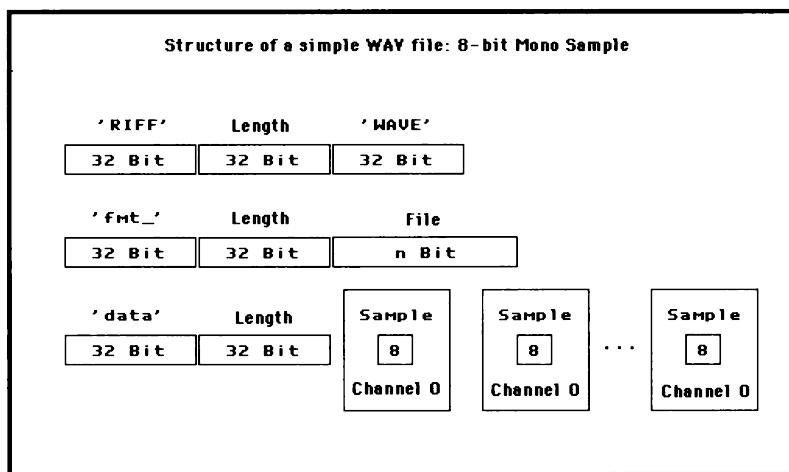 Structure of a simple WAV file: 8-bit Mono Sample
'RIFF' Length 'WAVE'
32 Bit 32 Bit 32 Bit
'fmt_' Length File
32 Bit 32 Bit n Bit
'data' Length Sample Sample Sample
32 Bit 32 Bit 8 8 ... 8
Channel 0 Channel 0 Channel 0